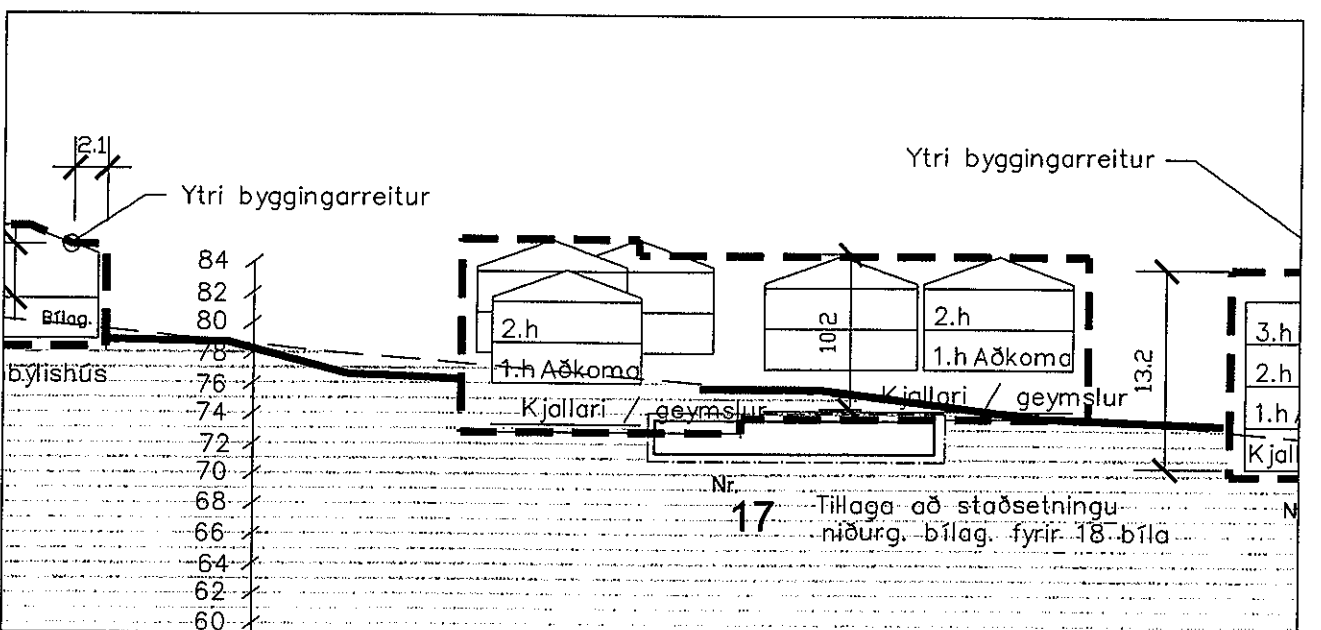 2.1
Ytri byggingarreitur
Ytri byggingarreitur
84
82
80
78
76
74
72
70
68
66
64
62
60
Bílag.
býlishús
2.h
1.h Aðkoma
Kjallari / geymslur
10.2
2.h
1.h Aðkoma
Kjallari / geymslur
13.2
3.h
2.h
1.h
Kjall
Nr.
17
Tillaga að staðsetningu
niðurg. bílag. fyrir 18 bíla
N